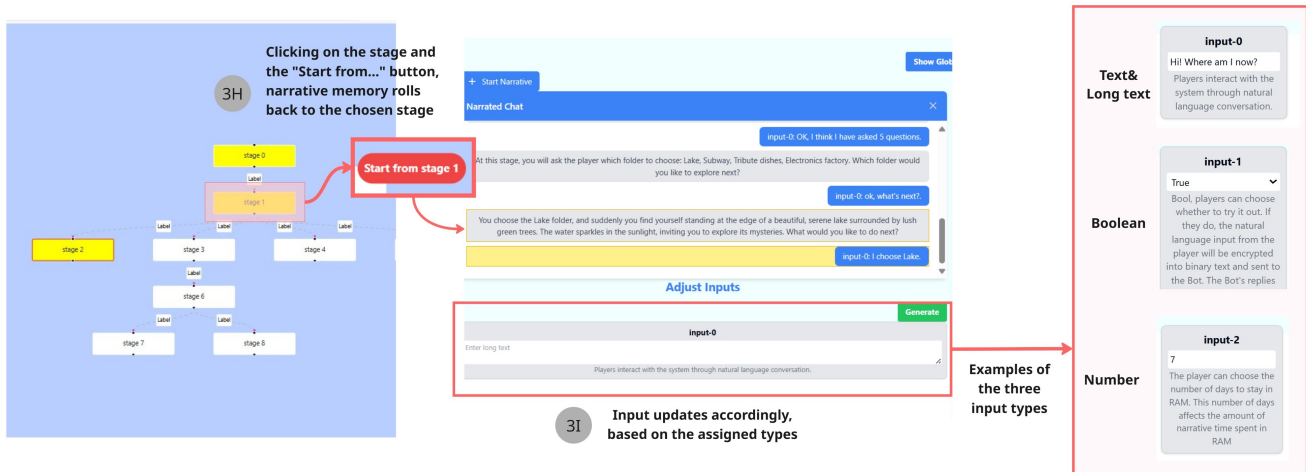 Clicking on the stage and
the "Start from..." button,
narrative memory rolls
back to the chosen stage
3H
stage 0
Label
stage 1
Label
Label
Label
Label
stage 2
stage 3
stage 4
Label
stage 6
Label
Label
stage 7
stage 8
Start from stage 1
Show Glob
+ Start Narrative
Narrated Chat
×
input-0: OK, I think I have asked 5 questions.
At this stage, you will ask the player which folder to choose: Lake, Subway, Tribute dishes, Electronics factory. Which folder would
you like to explore next?
input-0: ok, what's next?.
You choose the Lake folder, and suddenly you find yourself standing at the edge of a beautiful, serene lake surrounded by lush
green trees. The water sparkles in the sunlight, inviting you to explore its mysteries. What would you like to do next?
input-0: I choose Lake.
Adjust Inputs
Generate
input-0
Enter long text
Players interact with the system through natural language conversation.
3I
Input updates accordingly,
based on the assigned types
Examples of
the three
input types
Text&
Long text
input-0
Hi! Where am I now?
Players interact with the
system through natural
language conversation.
Boolean
input-1
True
Bool, players can choose
whether to try it out. If
they do, the natural
language input from the
player will be encrypted
into binary text and sent to
the Bot. The Bot's replies
Number
input-2
7
The player can choose the
number of days to stay in
RAM. This number of days
affects the amount of
narrative time spent in
RAM